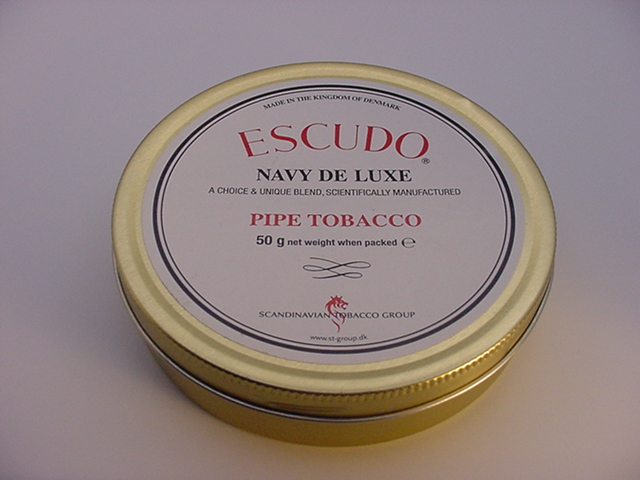 MADE IN THE KINGDOM OF DENMARK
ESCUDO®
NAVY DE LUXE
A CHOICE & UNIQUE BLEND, SCIENTIFICALLY MANUFACTURED
PIPE TOBACCO
50 g net weight when packed ℮
SCANDINAVIAN TOBACCO GROUP
www.st-group.dk